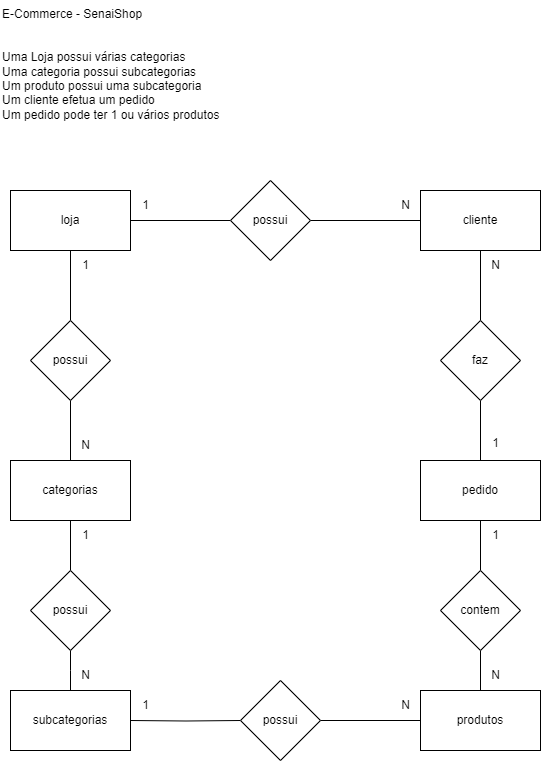 E-Commerce - SenaiShop
Uma Loja possui várias categorias
Uma categoria possui subcategorias
Um produto possui uma subcategoria
Um cliente efetua um pedido
Um pedido pode ter 1 ou vários produtos
loja
1
possui
N
cliente
1
N
possui
faz
N
1
categorias
pedido
1
1
possui
contem
N
N
subcategorias
1
possui
N
produtos